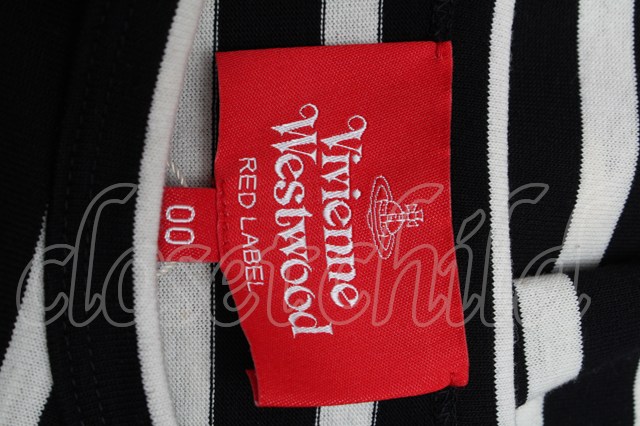 Vivienne
Westwood
RED LABEL
00
closetchild